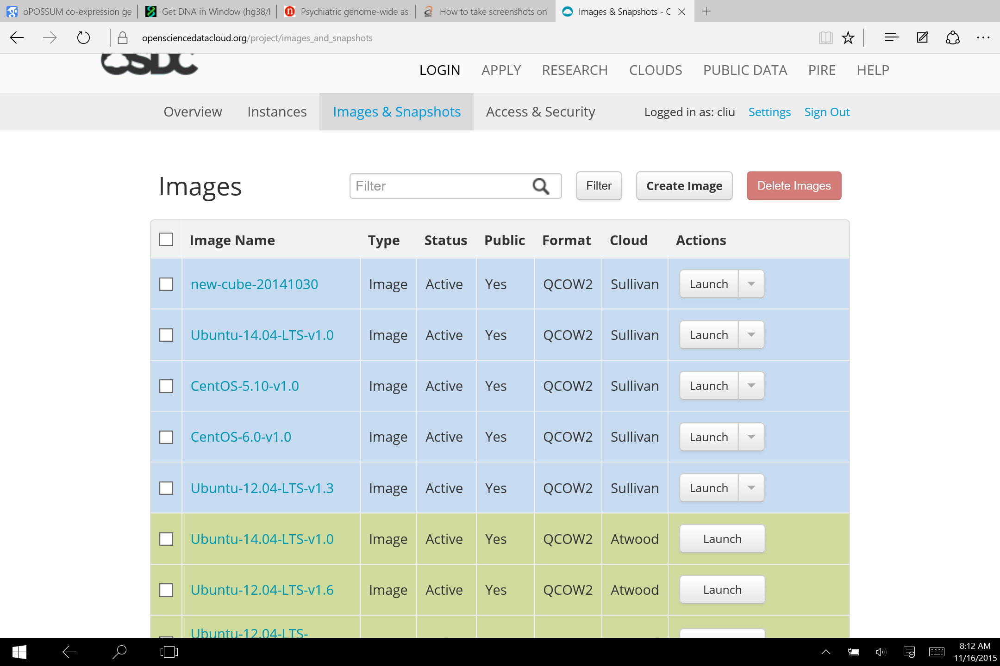 oPOSSUM co-expression ge
Get DNA in Window (hg38/
Psychiatric genome-wide as
How to take screenshots on
Images & Snapshots - C
opensciencedatacloud.org/project/images_and_snapshots
OSDC
LOGIN APPLY RESEARCH CLOUDS PUBLIC DATA PIRE HELP
Overview Instances Images & Snapshots Access & Security Logged in as: cliu Settings Sign Out
Images Filter Filter Create Image Delete Images
Image Name Type Status Public Format Cloud Actions
new-cube-20141030 Image Active Yes QCOW2 Sullivan Launch
Ubuntu-14.04-LTS-v1.0 Image Active Yes QCOW2 Sullivan Launch
CentOS-5.10-v1.0 Image Active Yes QCOW2 Sullivan Launch
CentOS-6.0-v1.0 Image Active Yes QCOW2 Sullivan Launch
Ubuntu-12.04-LTS-v1.3 Image Active Yes QCOW2 Sullivan Launch
Ubuntu-14.04-LTS-v1.0 Image Active Yes QCOW2 Atwood Launch
Ubuntu-12.04-LTS-v1.6 Image Active Yes QCOW2 Atwood Launch
Ubuntu-12.04-LTS-
8:12 AM
11/16/2015